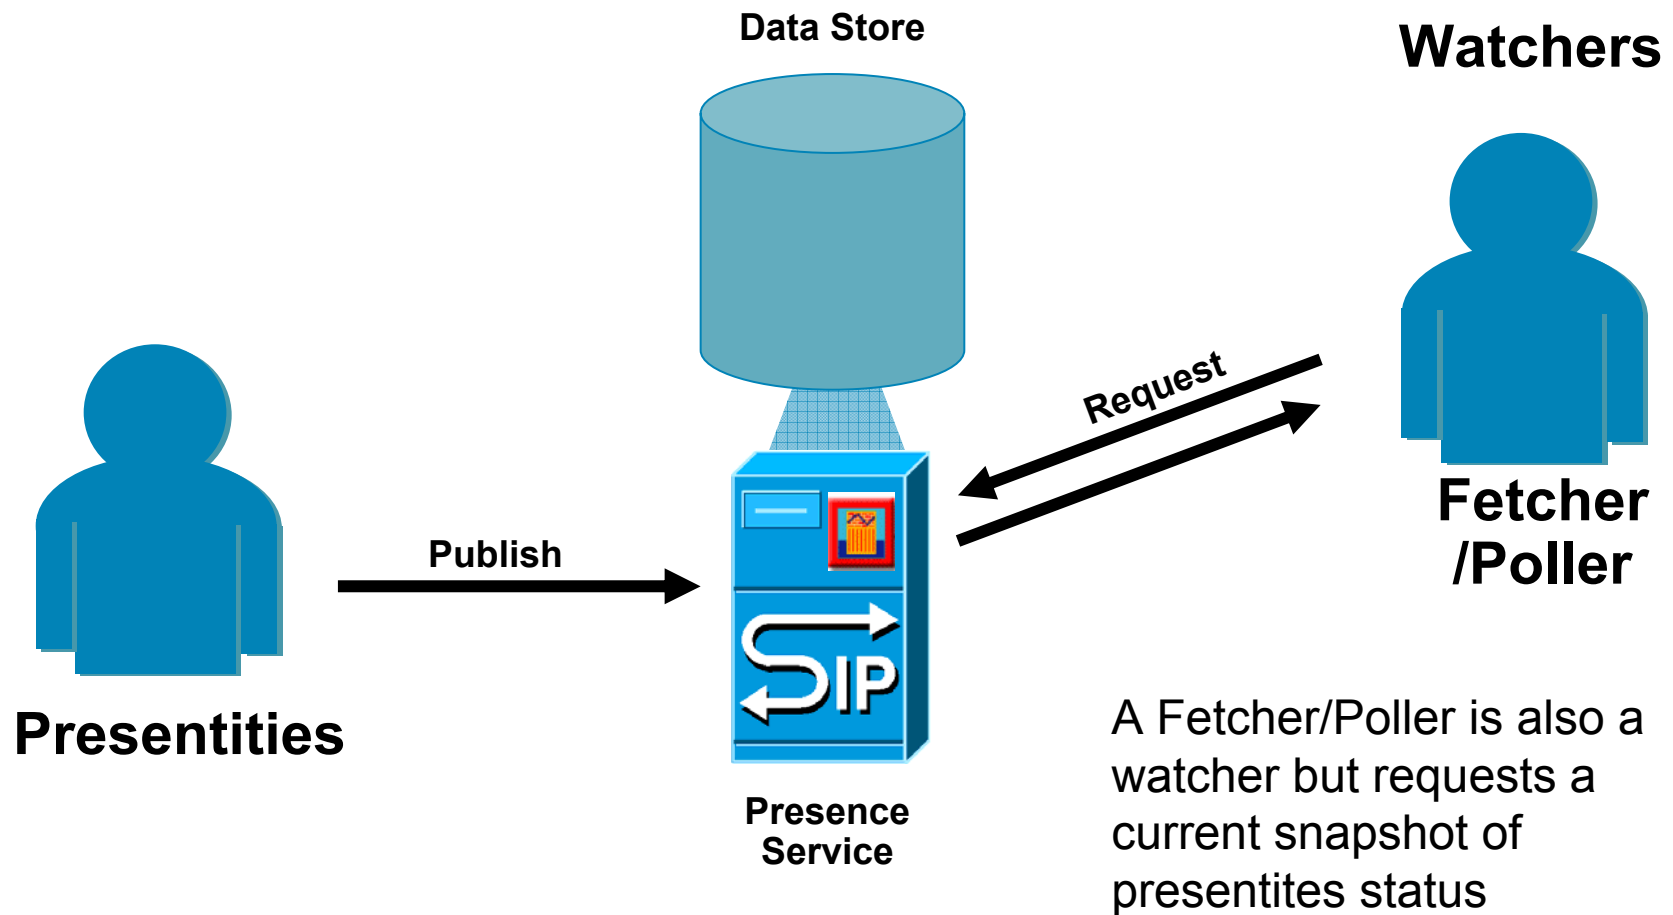 Data Store
Watchers
Request
Fetcher
/Poller
Publish
SIP
Presentities
Presence
Service
A Fetcher/Poller is also a
watcher but requests a
current snapshot of
presentites status